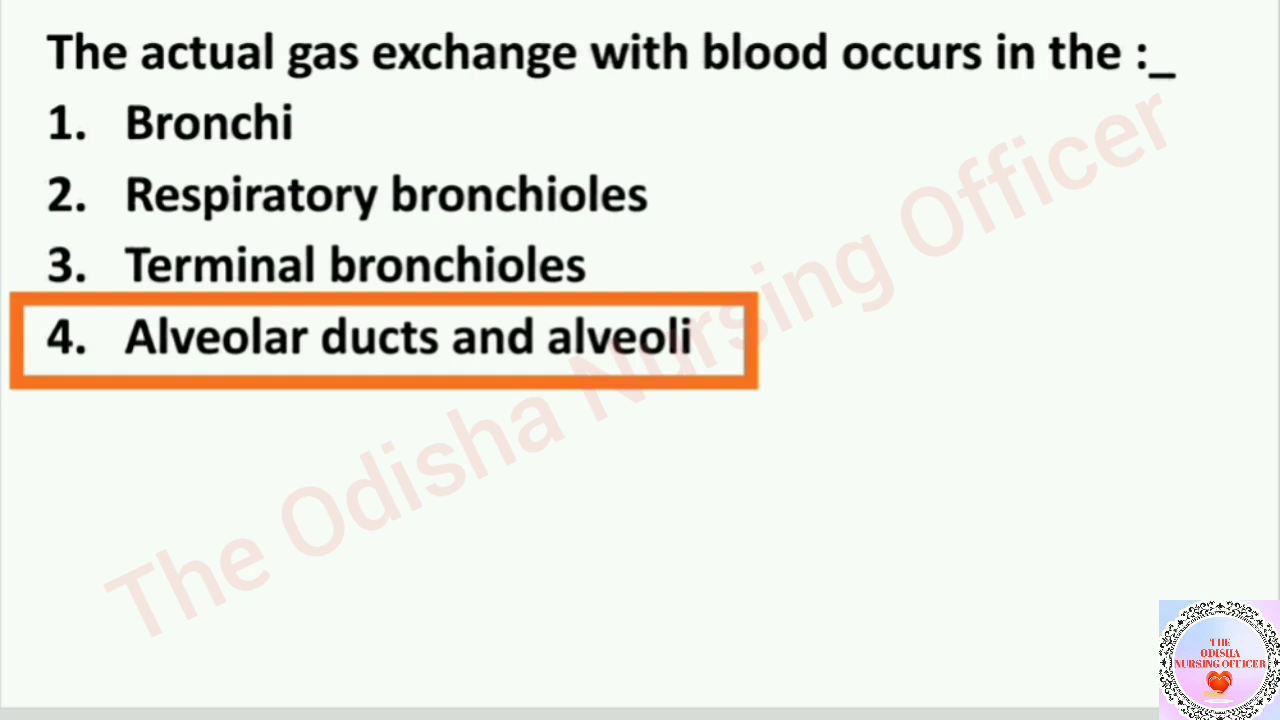 The actual gas exchange with blood occurs in the :_
1. Bronchi
2. Respiratory bronchioles
3. Terminal bronchioles
4. Alveolar ducts and alveoli
The Odisha Nursing Officer
THE
ODISHA
NURSING OFFICER